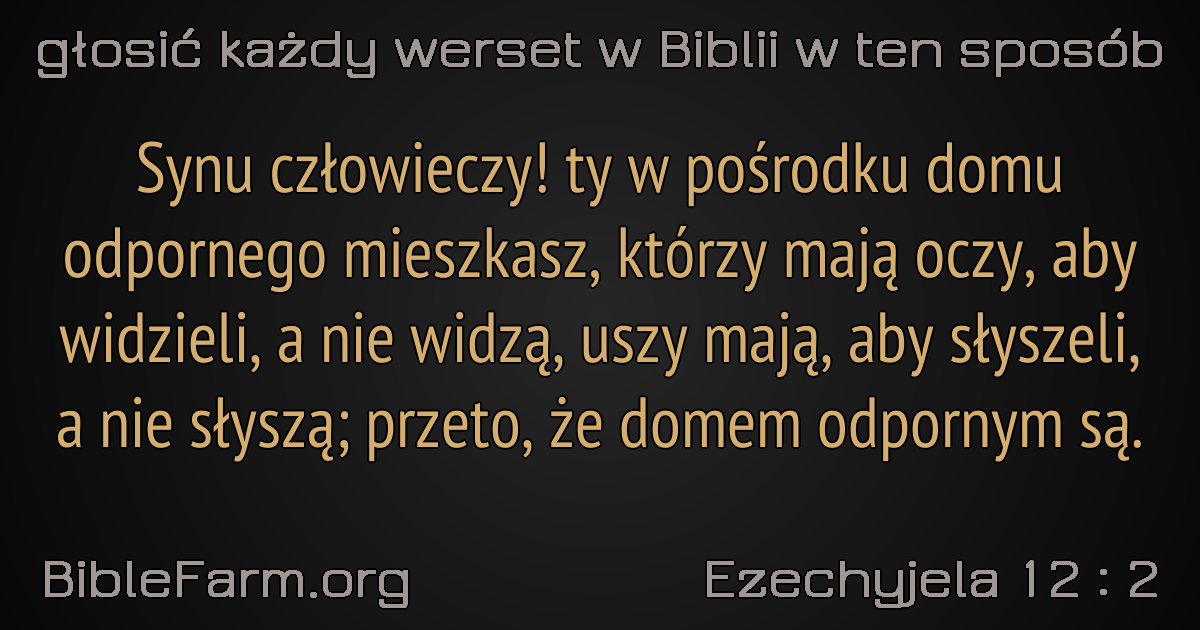 głosić każdy werset w Biblii w ten sposób
Synu człowieczy! ty w pośrodku domu
odpornego mieszkasz, którzy mają oczy, aby
widzieli, a nie widzą, uszy mają, aby słyszeli,
a nie słyszą; przeto, że domem odpornym są.
BibleFarm.org
Ezechyjela 12 : 2